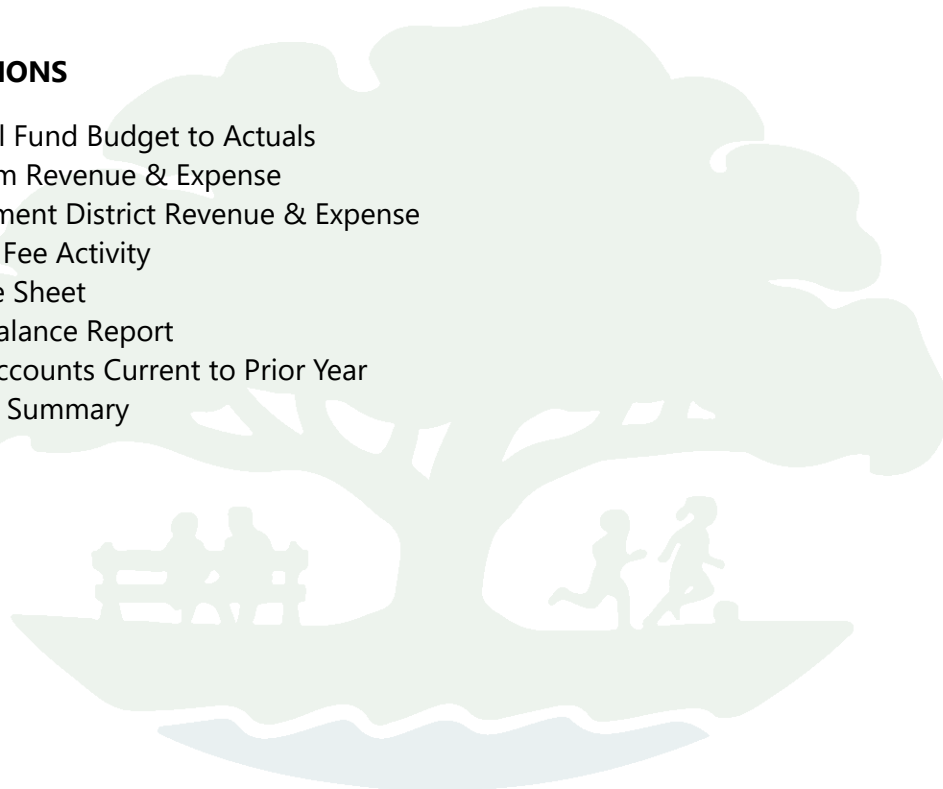 IONS
l Fund Budget to Actuals
m Revenue & Expense
ment District Revenue & Expense
Fee Activity
e Sheet
alance Report
ccounts Current to Prior Year
Summary